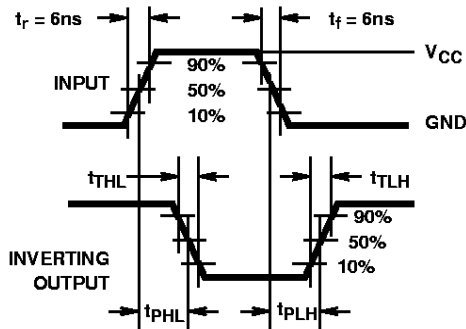 tr = 6ns
tf = 6ns
VCC
90%
INPUT
50%
10%
GND
tTHL
tTLH
90%
50%
INVERTING
OUTPUT
10%
tPHL
tPLH